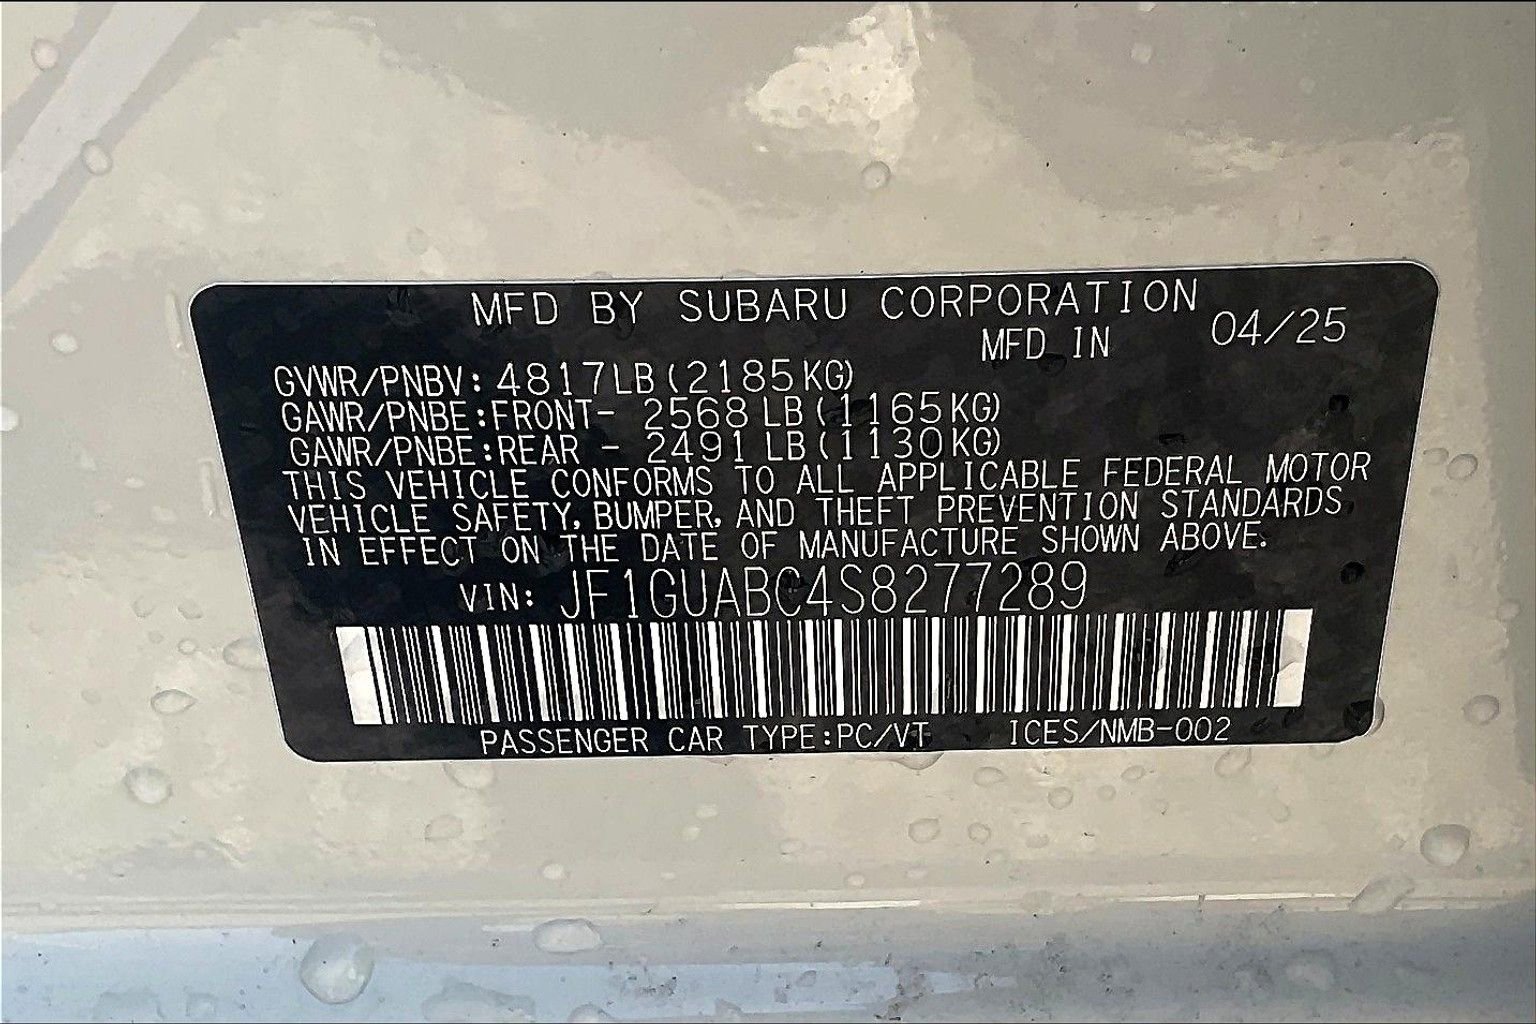 MFD BY SUBARU CORPORATION
MFD IN 04/25
GVWR/PNBV: 4817LB(2185KG)
GAWR/PNBE:FRONT- 2568 LB(1165KG)
GAWR/PNBE:REAR - 2491 LB(1130KG)
THIS VEHICLE CONFORMS TO ALL APPLICABLE FEDERAL MOTOR
VEHICLE SAFETY, BUMPER, AND THEFT PREVENTION STANDARDS
IN EFFECT ON THE DATE OF MANUFACTURE SHOWN ABOVE.
VIN: JF1GUABC4S8277289
PASSENGER CAR TYPE:PC/VT ICES/NMB-002